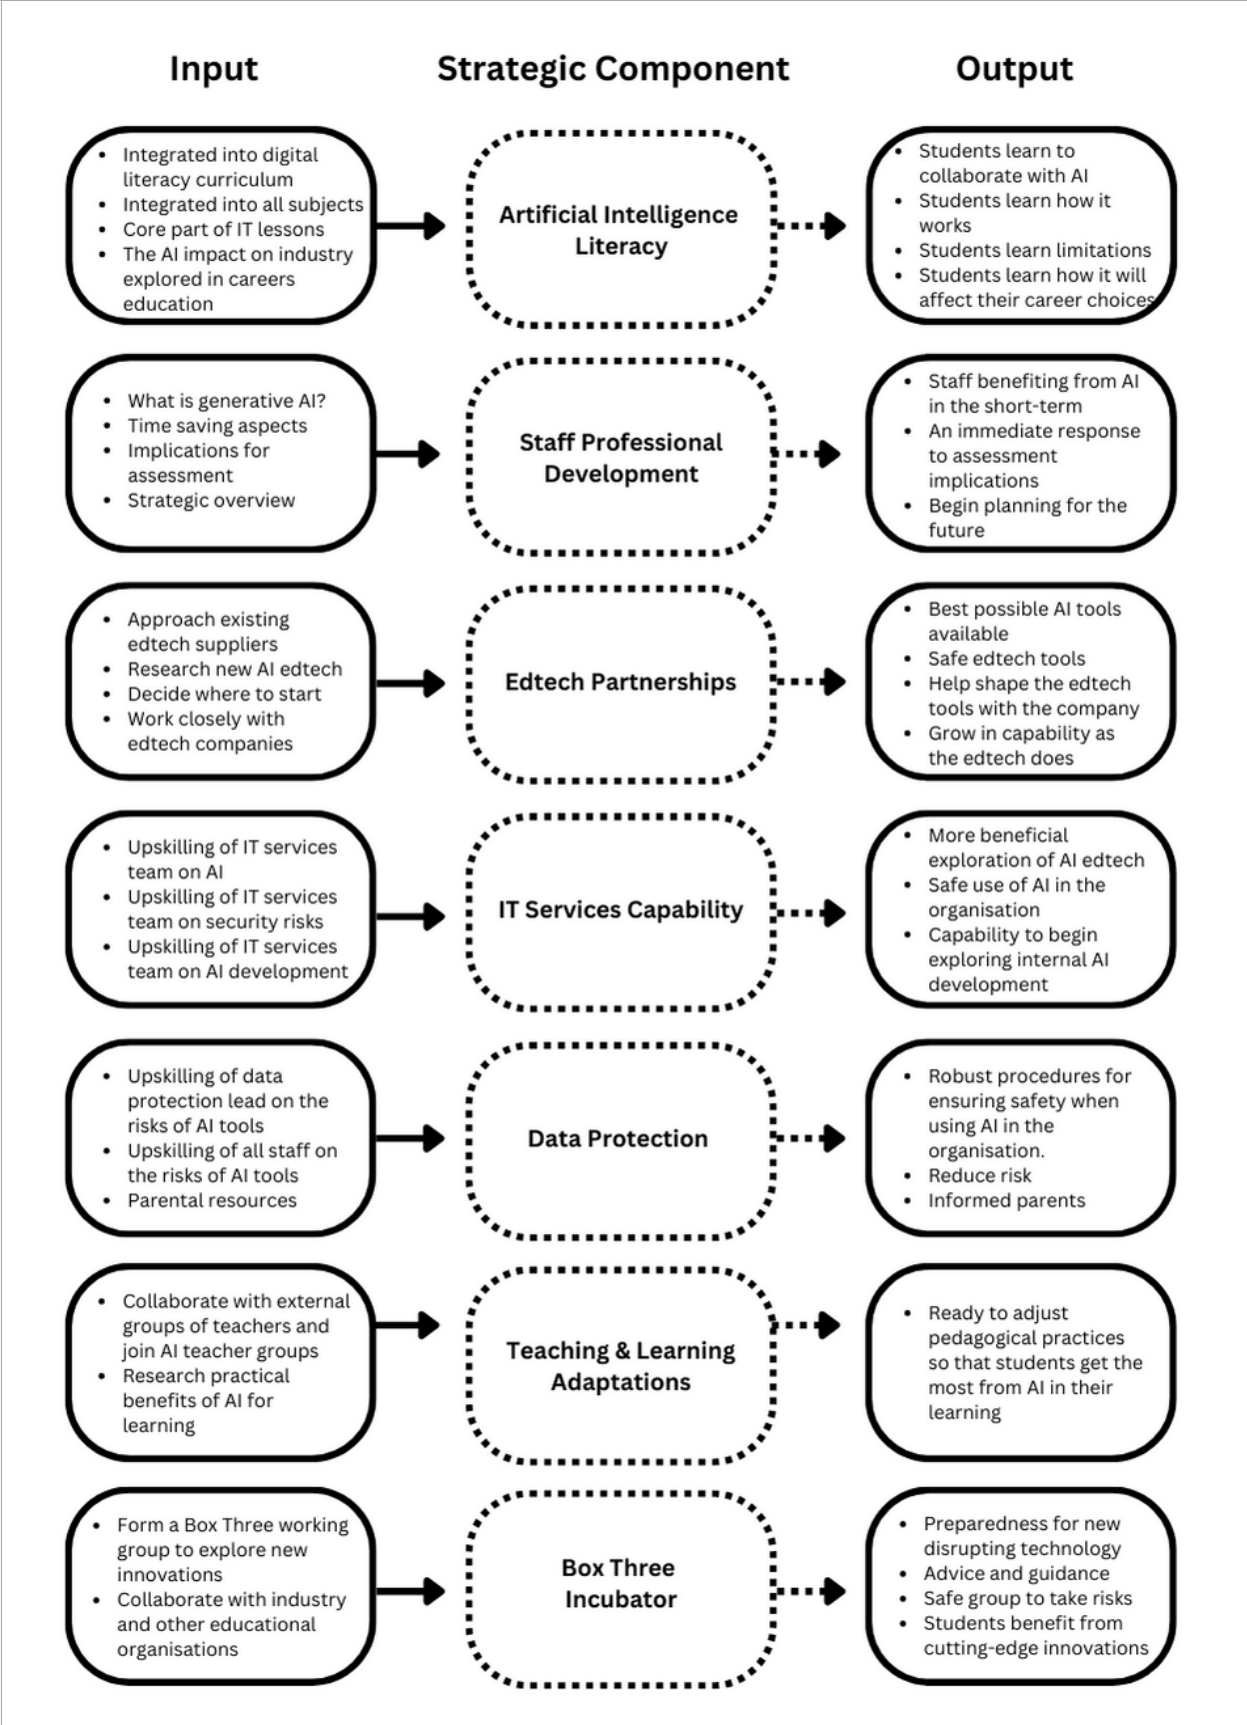 Input
Strategic Component
Output
• Integrated into digital
literacy curriculum
• Integrated into all subjects
• Core part of IT lessons
• The AI impact on industry
explored in careers
education
Artificial Intelligence
Literacy
• Students learn to
collaborate with AI
• Students learn how it
works
• Students learn limitations
• Students learn how it will
affect their career choices
• What is generative AI?
• Time saving aspects
• Implications for
assessment
• Strategic overview
Staff Professional
Development
• Staff benefiting from AI
in the short-term
• An immediate response
to assessment
implications
• Begin planning for the
future
• Approach existing
edtech suppliers
• Research new AI edtech
• Decide where to start
• Work closely with
edtech companies
Edtech Partnerships
• Best possible AI tools
available
• Safe edtech tools
• Help shape the edtech
tools with the company
• Grow in capability as
the edtech does
• Upskilling of IT services
team on AI
• Upskilling of IT services
team on security risks
• Upskilling of IT services
team on AI development
IT Services Capability
• More beneficial
exploration of AI edtech
• Safe use of AI in the
organisation
• Capability to begin
exploring internal AI
development
• Upskilling of data
protection lead on the
risks of AI tools
• Upskilling of all staff on
the risks of AI tools
• Parental resources
Data Protection
• Robust procedures for
ensuring safety when
using AI in the
organisation.
• Reduce risk
• Informed parents
• Collaborate with external
groups of teachers and
join AI teacher groups
• Research practical
benefits of AI for
learning
Teaching & Learning
Adaptations
• Ready to adjust
pedagogical practices
so that students get the
most from AI in their
learning
• Form a Box Three working
group to explore new
innovations
• Collaborate with industry
and other educational
organisations
Box Three
Incubator
• Preparedness for new
disrupting technology
• Advice and guidance
• Safe group to take risks
• Students benefit from
cutting-edge innovations